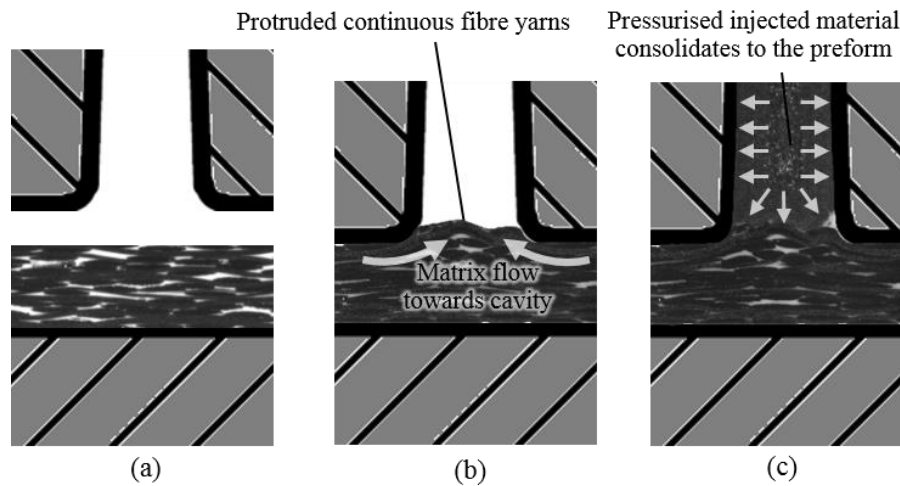 Protruded continuous fibre yarns
Pressurised injected material
consolidates to the preform
Matrix flow
towards cavity
(a)
(b)
(c)